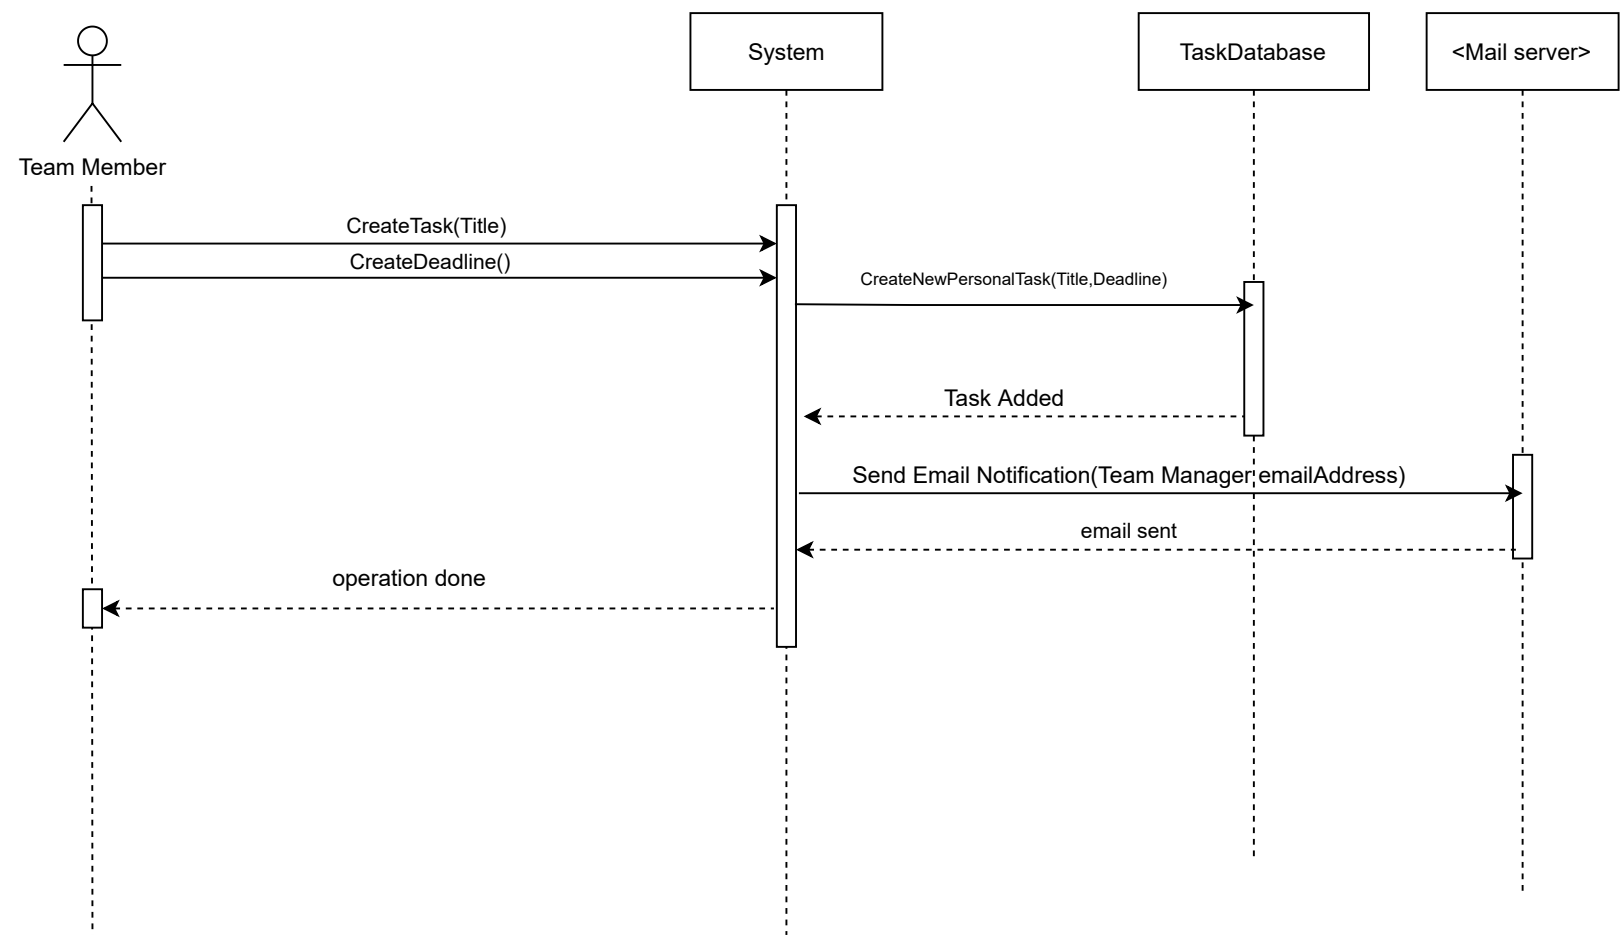 System
TaskDatabase
<Mail server>
Team Member
CreateTask(Title)
CreateDeadline()
CreateNewPersonalTask(Title,Deadline)
Task Added
Send Email Notification(Team Manager emailAddress)
email sent
operation done